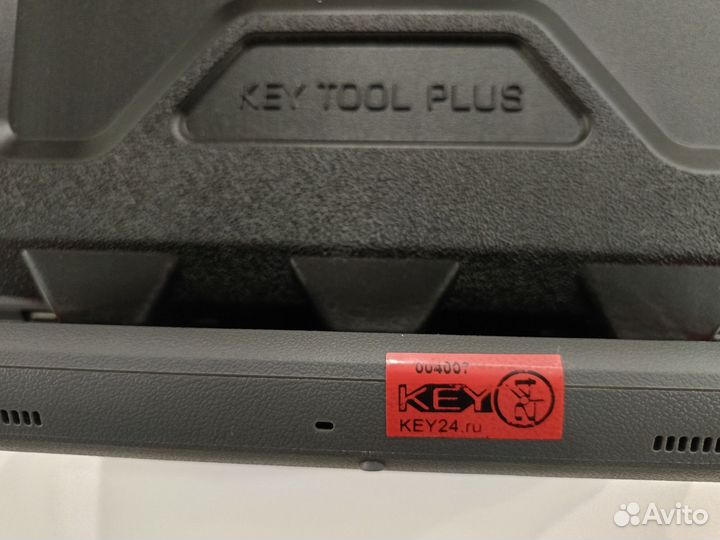 KEY TOOL PLUS
004007
KEY 24
KEY24.ru
Avito